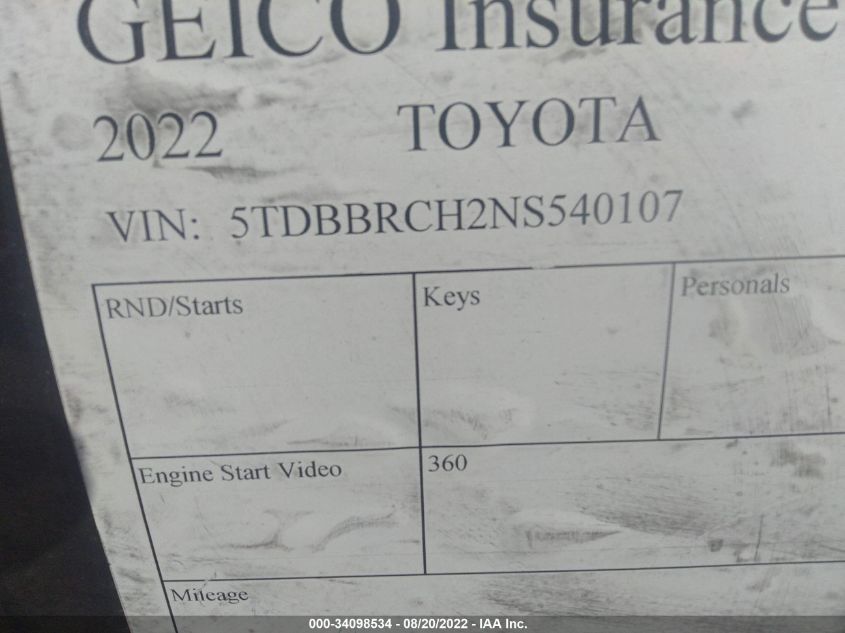 GEICO Insurance
2022 TOYOTA
VIN: 5TDBBRCH2NS540107
RND/Starts Keys Personals
Engine Start Video 360
Mileage
000-34098534 - 08/20/2022 - IAA Inc.